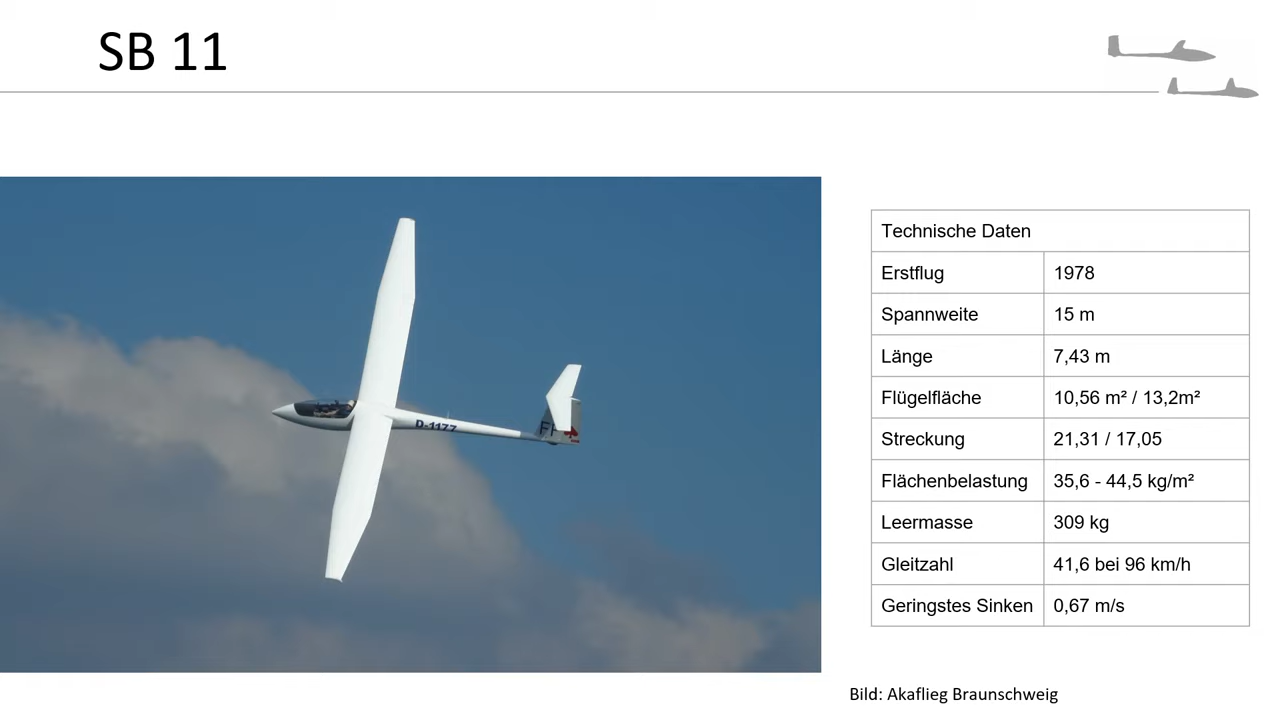 SB 11
D-1177
Technische Daten
Erstflug 1978
Spannweite 15 m
Länge 7,43 m
Flügelfläche 10,56 m² / 13,2m²
Streckung 21,31 / 17,05
Flächenbelastung 35,6 - 44,5 kg/m²
Leermasse 309 kg
Gleitzahl 41,6 bei 96 km/h
Geringstes Sinken 0,67 m/s
Bild: Akaflieg Braunschweig